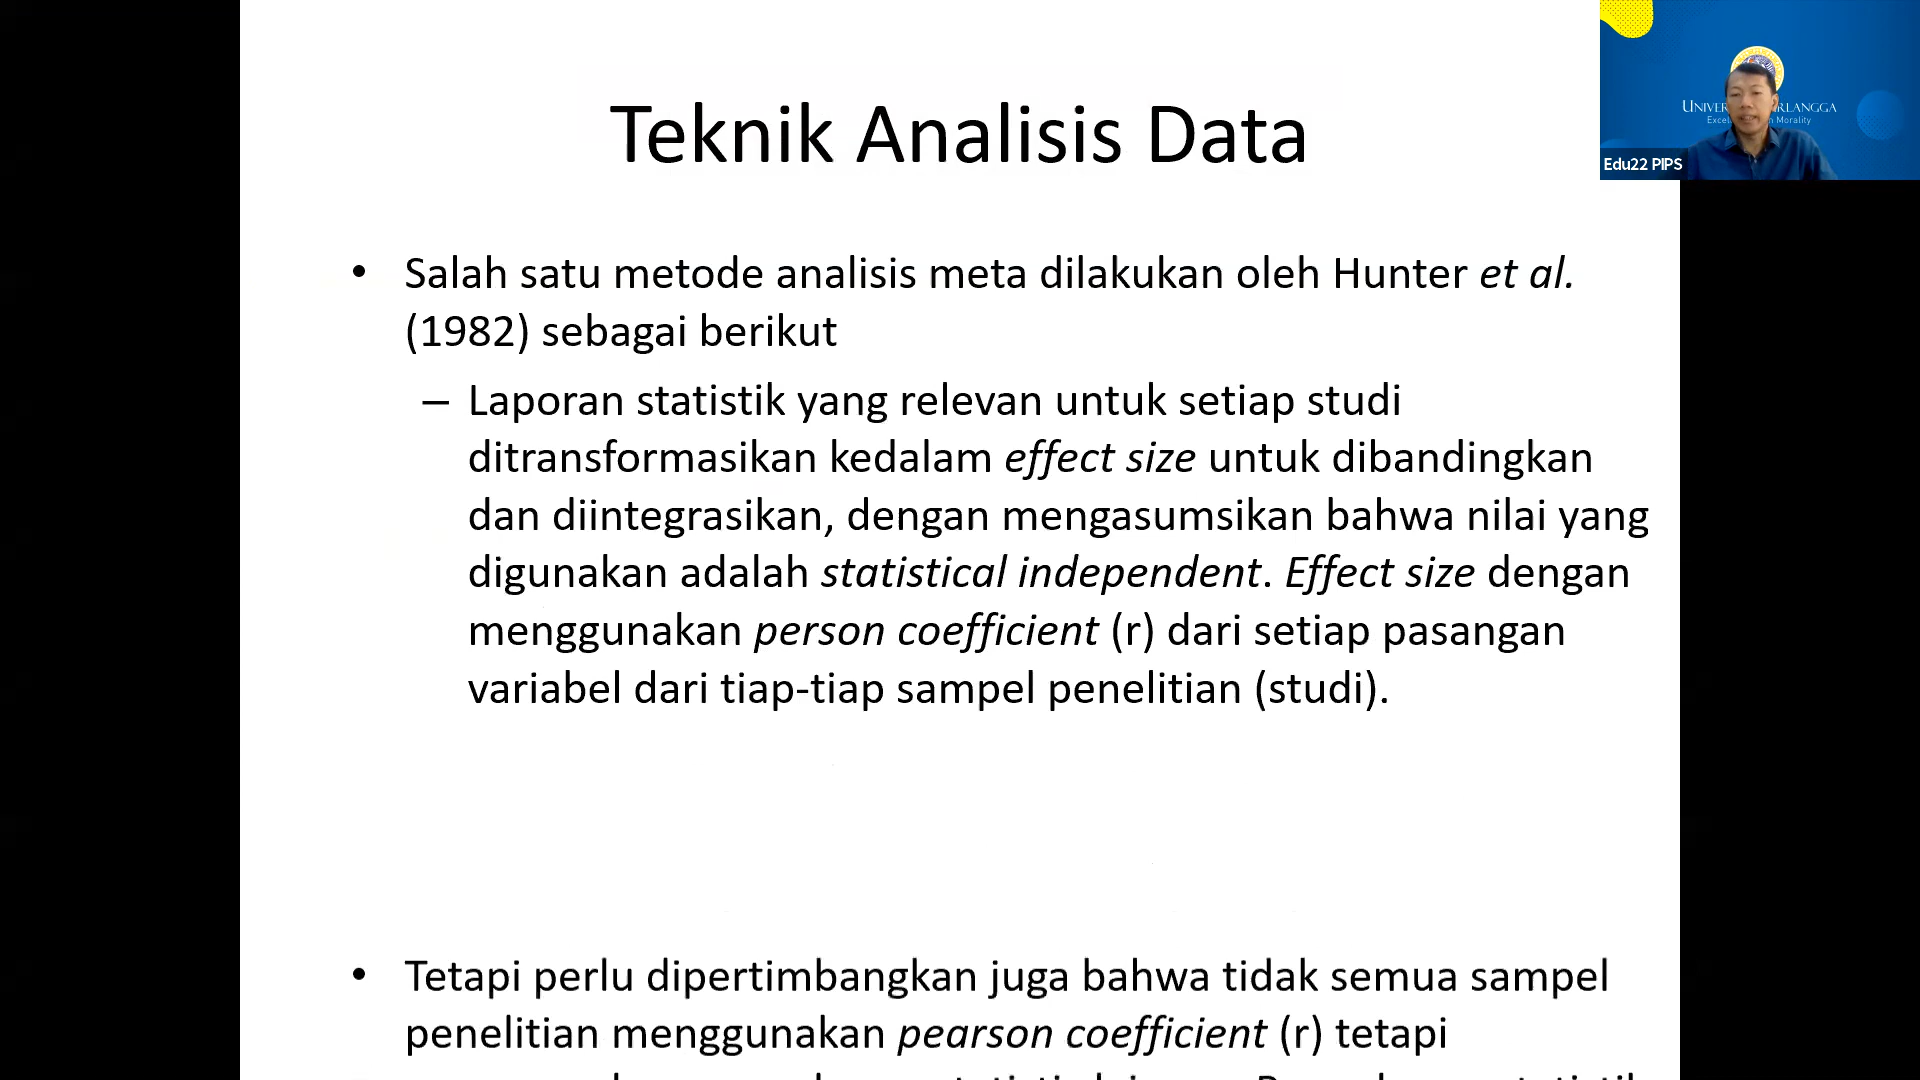 Teknik Analisis Data
Edu22 PIPS
• Salah satu metode analisis meta dilakukan oleh Hunter et al.
(1982) sebagai berikut
– Laporan statistik yang relevan untuk setiap studi
ditransformasikan kedalam effect size untuk dibandingkan
dan diintegrasikan, dengan mengasumsikan bahwa nilai yang
digunakan adalah statistical independent. Effect size dengan
menggunakan person coefficient (r) dari setiap pasangan
variabel dari tiap-tiap sampel penelitian (studi).
• Tetapi perlu dipertimbangkan juga bahwa tidak semua sampel
penelitian menggunakan pearson coefficient (r) tetapi